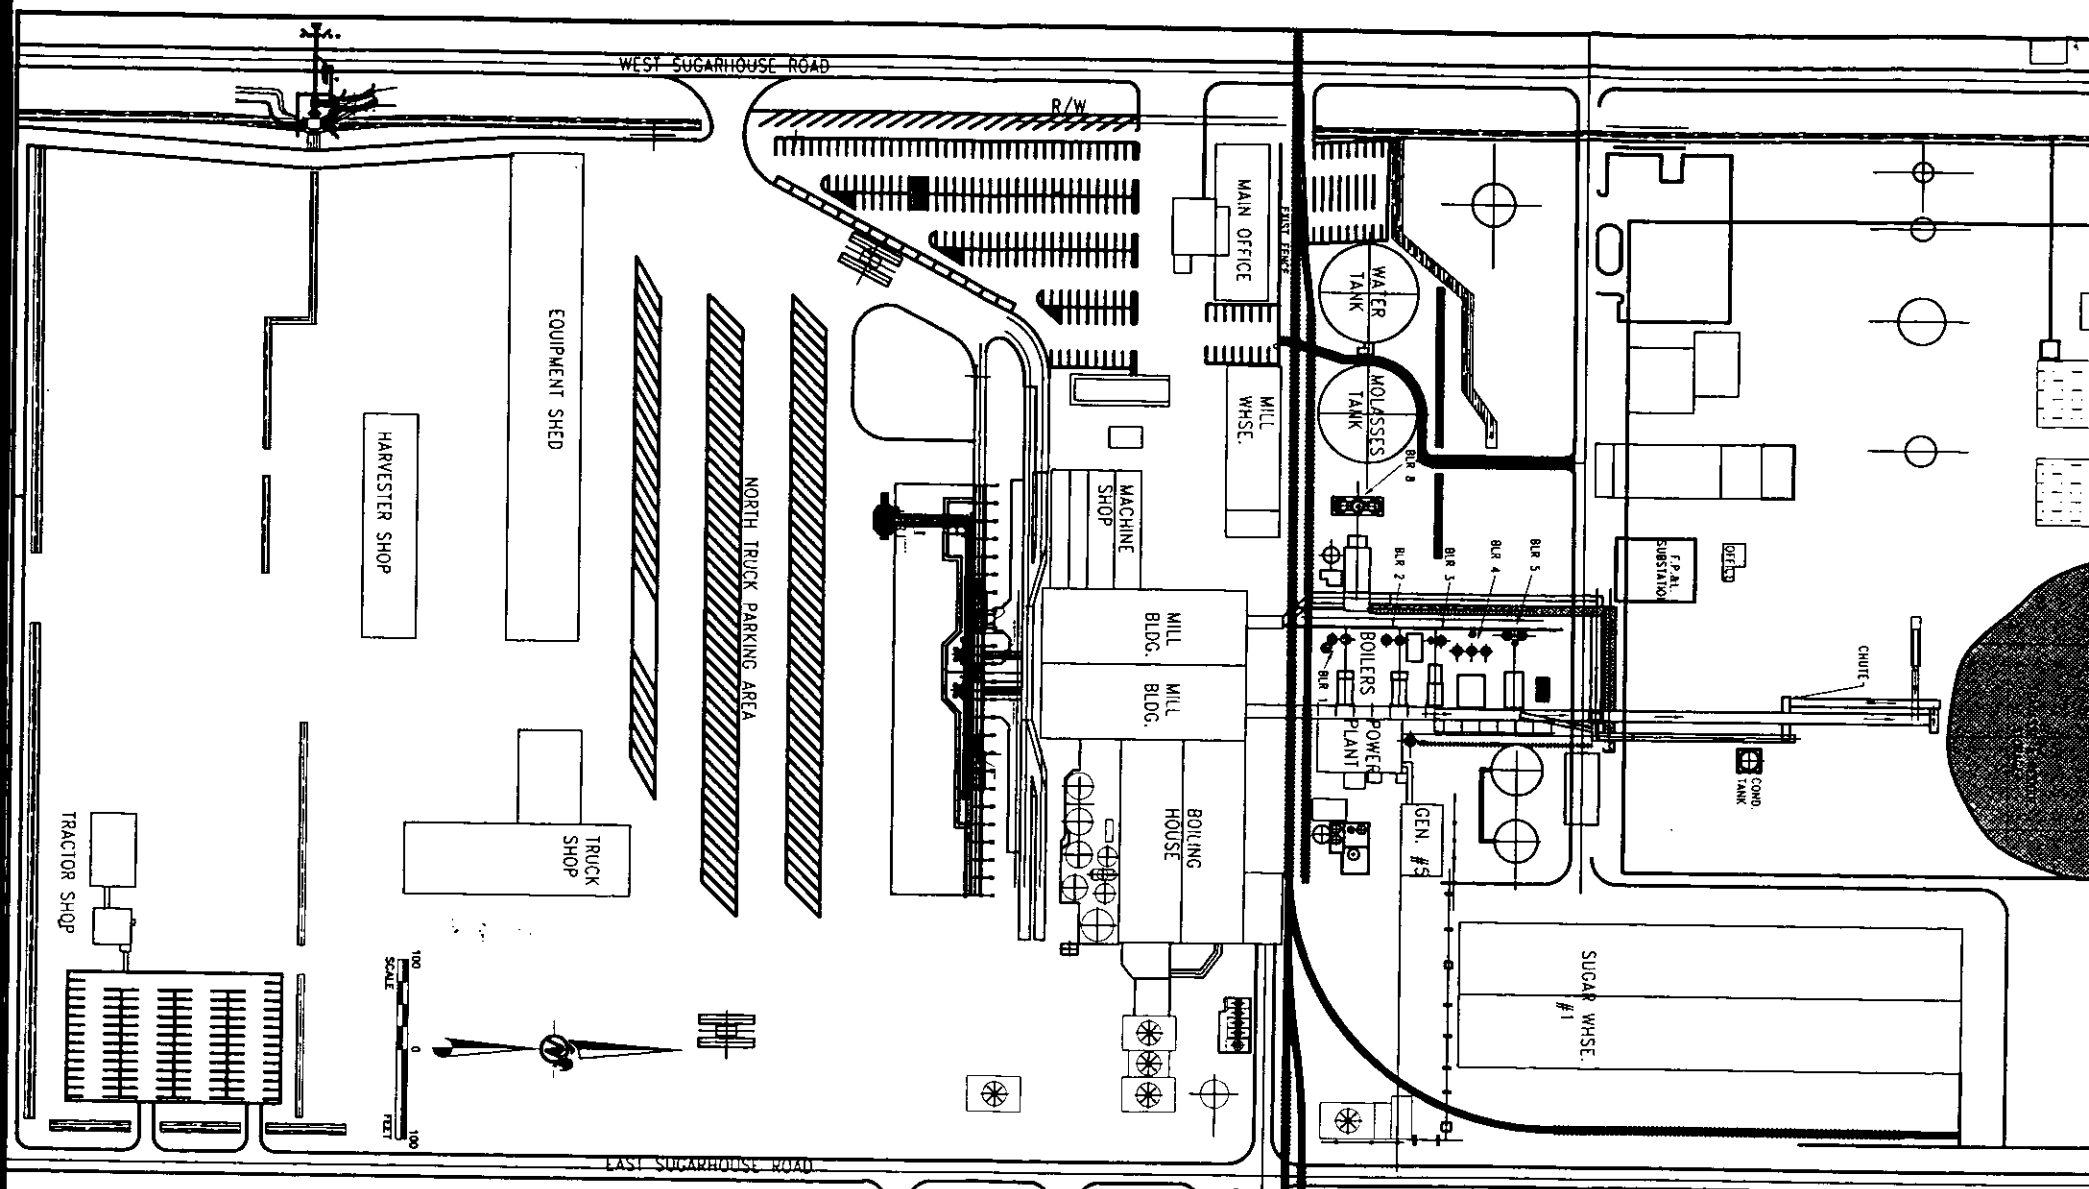 WEST SUGARHOUSE ROAD
R/W
MAIN OFFICE
EXIST FENCE
WATER
TANK
MOLASSES
TANK
MILL
WHSE.
EQUIPMENT SHED
HARVESTER SHOP
NORTH TRUCK PARKING AREA
MACHINE
SHOP
BLR 8
BLR 2
BLR 3
BLR 4
BLR 5
F.P.&L
SUBSTATION
OFFICE
MILL
BLDG.
MILL
BLDG.
BOILERS
BLR 1
POWER
PLANT
CHUTE
COND.
TANK
GEN. #5
BOILING
HOUSE
TRUCK
SHOP
TRACTOR SHOP
SUGAR WHSE.
#1
100
0
100
SCALE
FEET
N
EAST SUGARHOUSE ROAD